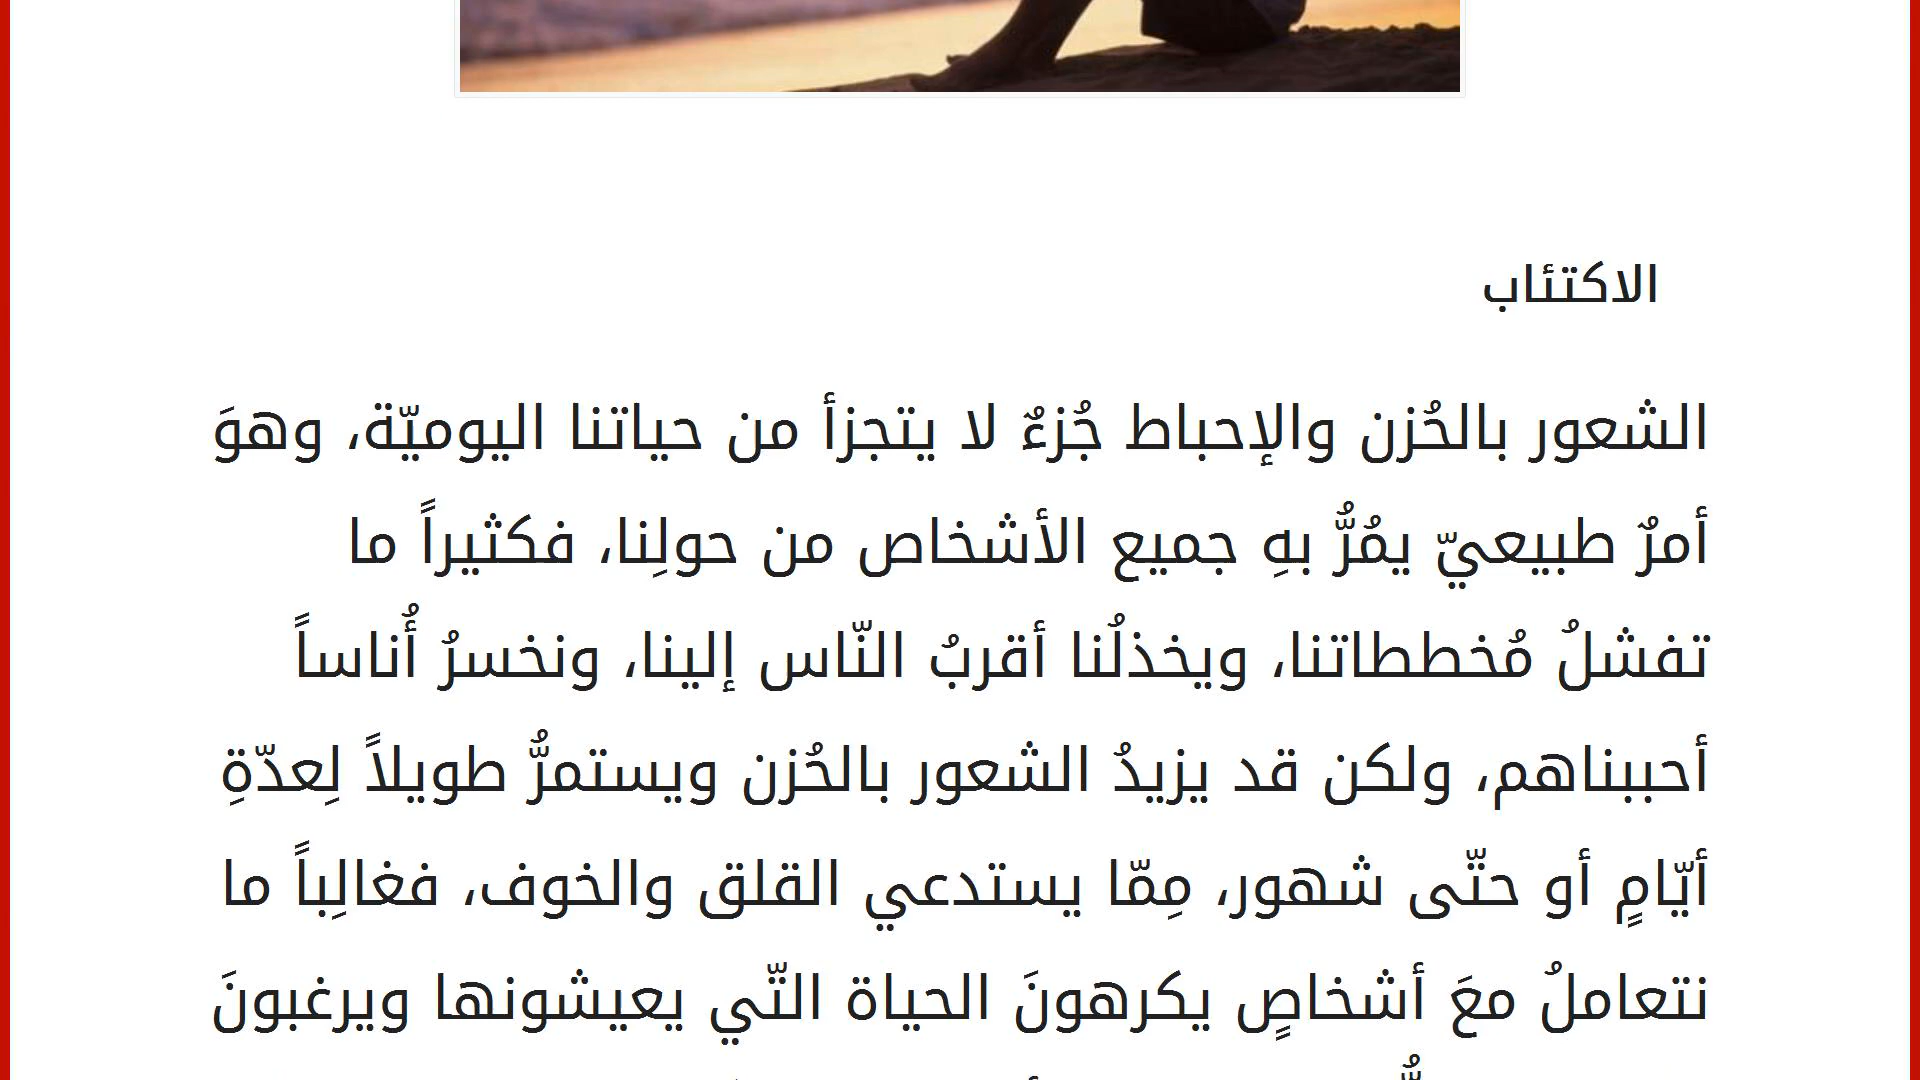 الاكتئاب
الشعور بالحُزن والإحباط جُزءٌ لا يتجزأ من حياتنا اليوميّة، وهوَ
أمرٌ طبيعيّ يمُرُّ بهِ جميع الأشخاص من حولِنا، فكثيراً ما
تفشلُ مُخططاتنا، ويخذلُنا أقربُ النّاس إلينا، ونخسرُ أُناساً
أحببناهم، ولكن قد يزيدُ الشعور بالحُزن ويستمرُّ طويلاً لِعدّةِ
أيّامٍ أو حتّى شهور، مِمّا يستدعي القلق والخوف، فغالِباً ما
نتعاملُ معَ أشخاصٍ يكرهونَ الحياة التّي يعيشونها ويرغبونَ